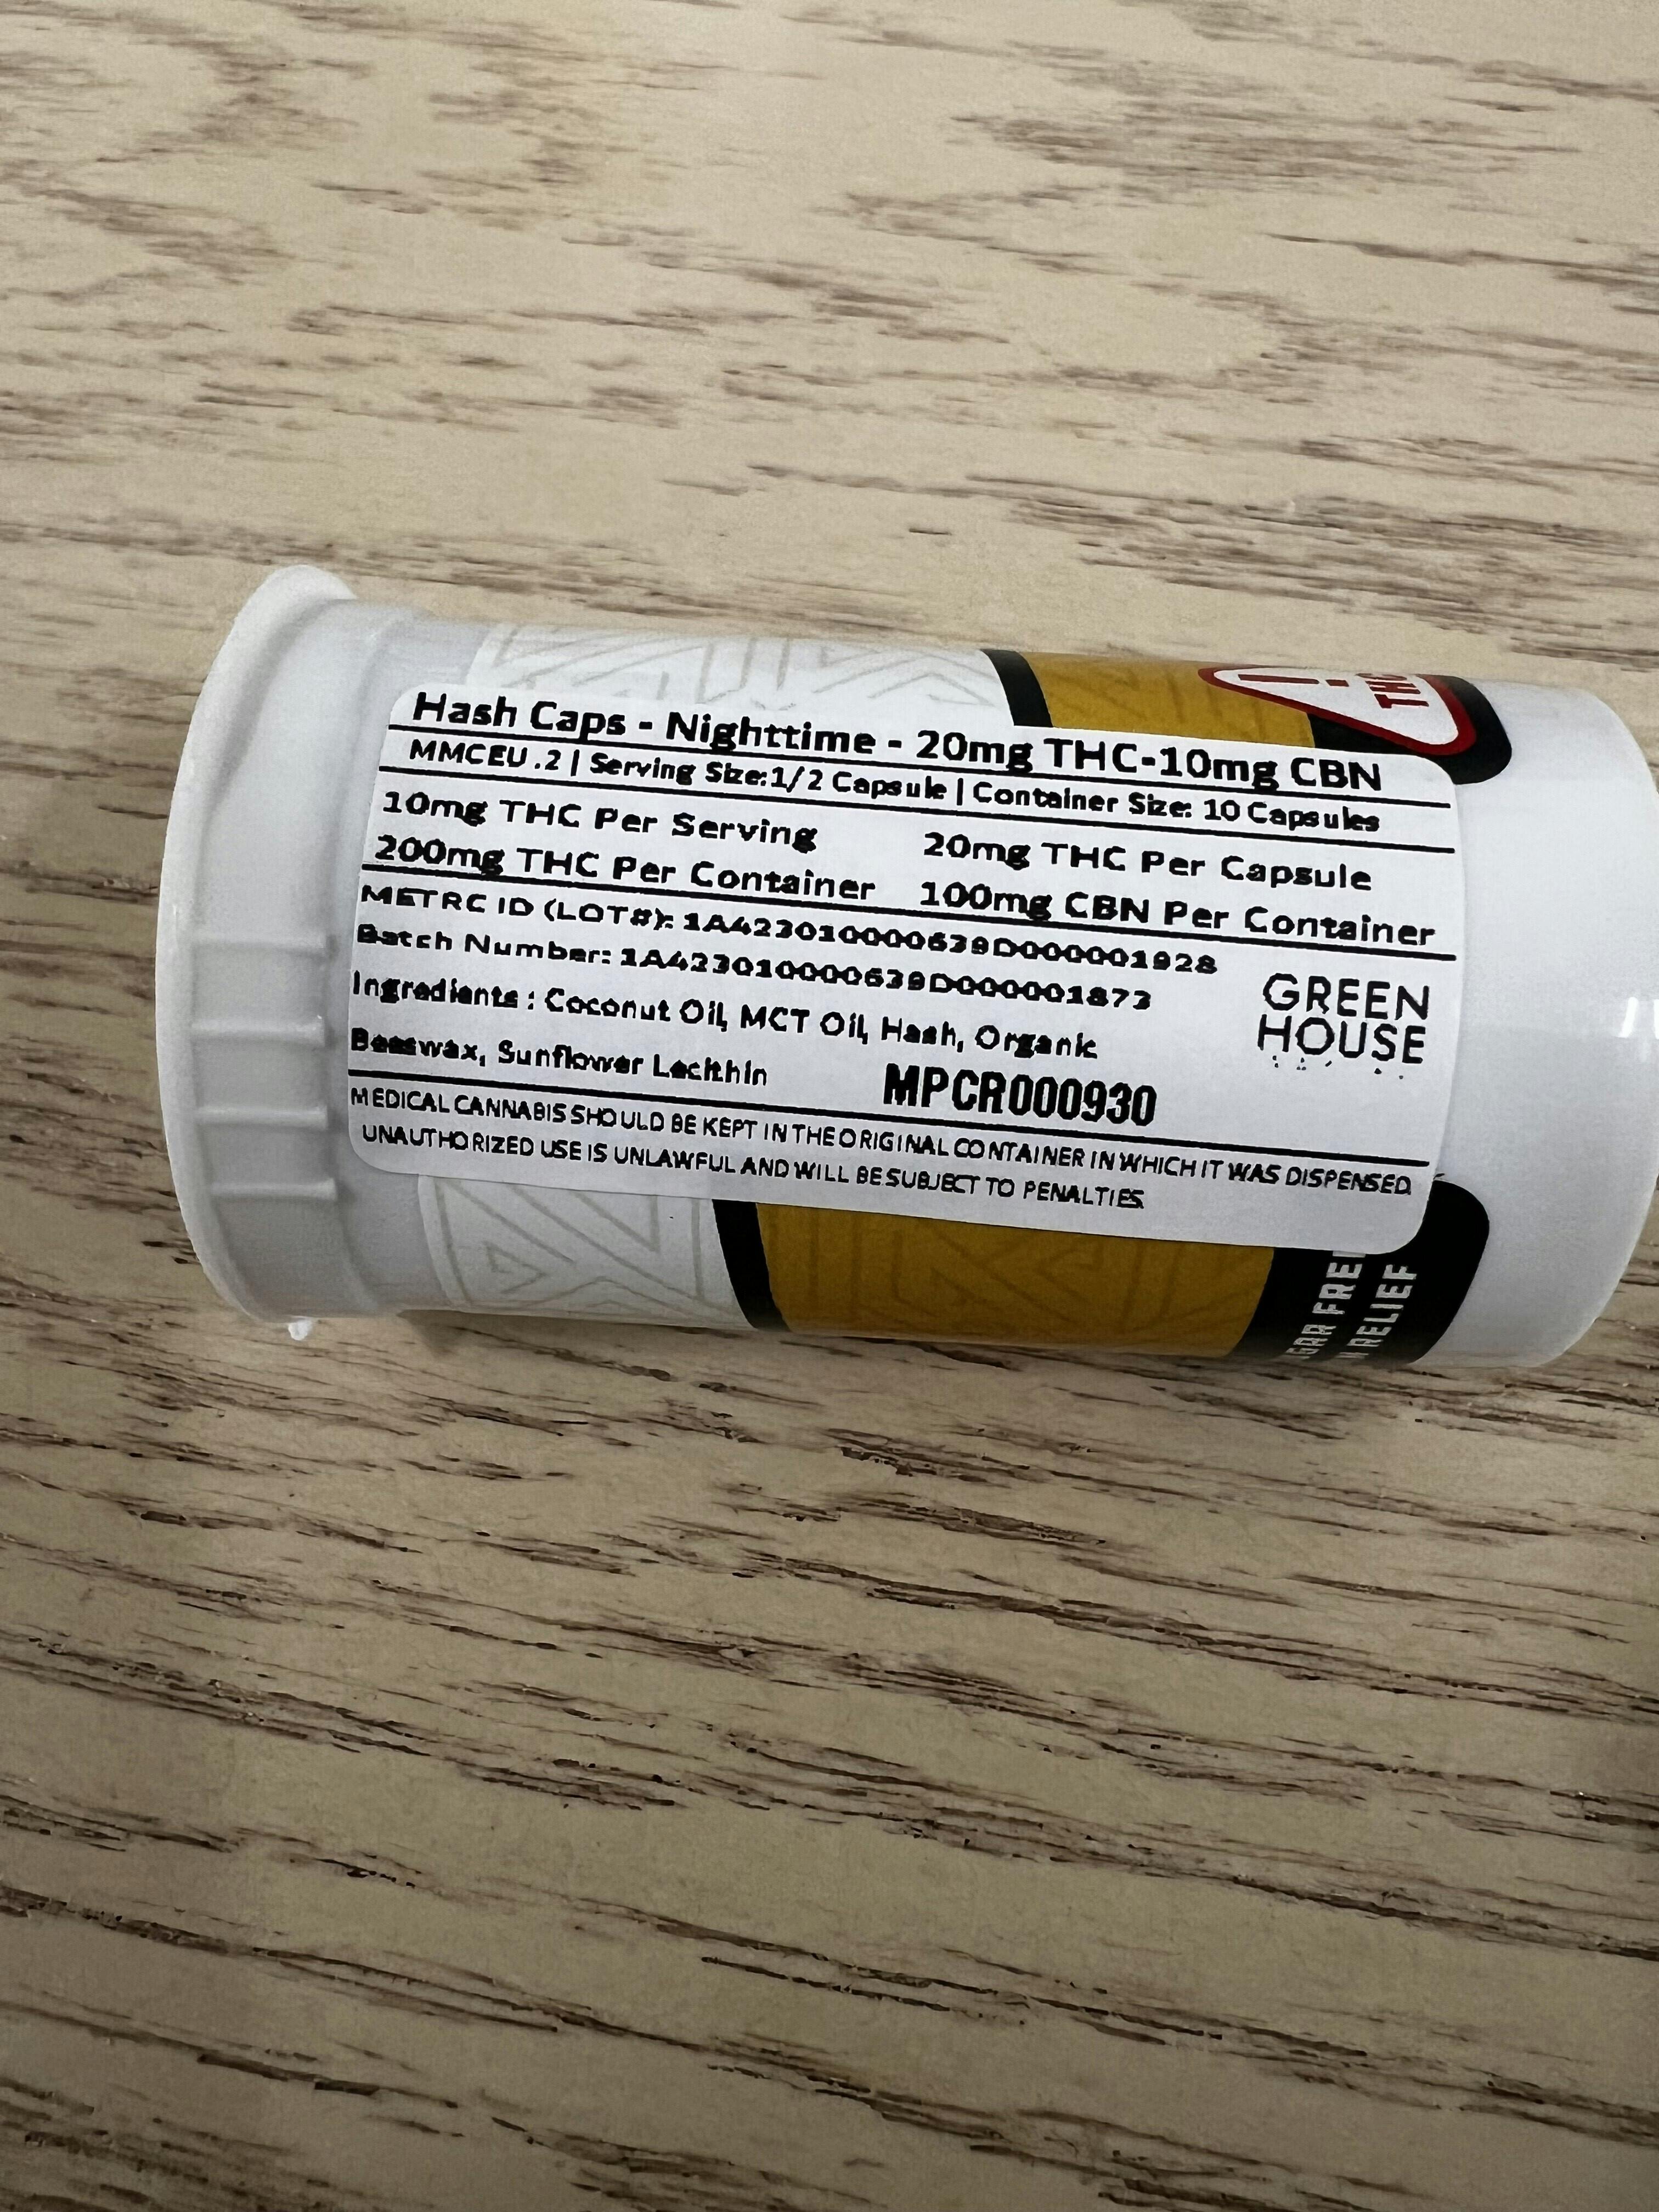 Hash Caps - Nighttime - 20mg THC-10mg CBN
MMCEU .2 | Serving Size:1/2 Capsule | Container Size: 10 Capsules
10mg THC Per Serving 20mg THC Per Capsule
200mg THC Per Container 100mg CBN Per Container
METRC ID (LOT#): 1A423010000639D000001928
Batch Number: 1A423010000639D000001873
Ingredients : Coconut Oil, MCT Oil, Hash, Organic
Beeswax, Sunflower Lecithin
MPCR000930
GREEN
HOUSE
MEDICAL CANNABIS SHOULD BE KEPT IN THE ORIGINAL CONTAINER IN WHICH IT WAS DISPENSED.
UNAUTHORIZED USE IS UNLAWFUL AND WILL BE SUBJECT TO PENALTIES.
!
THC
RELIEF